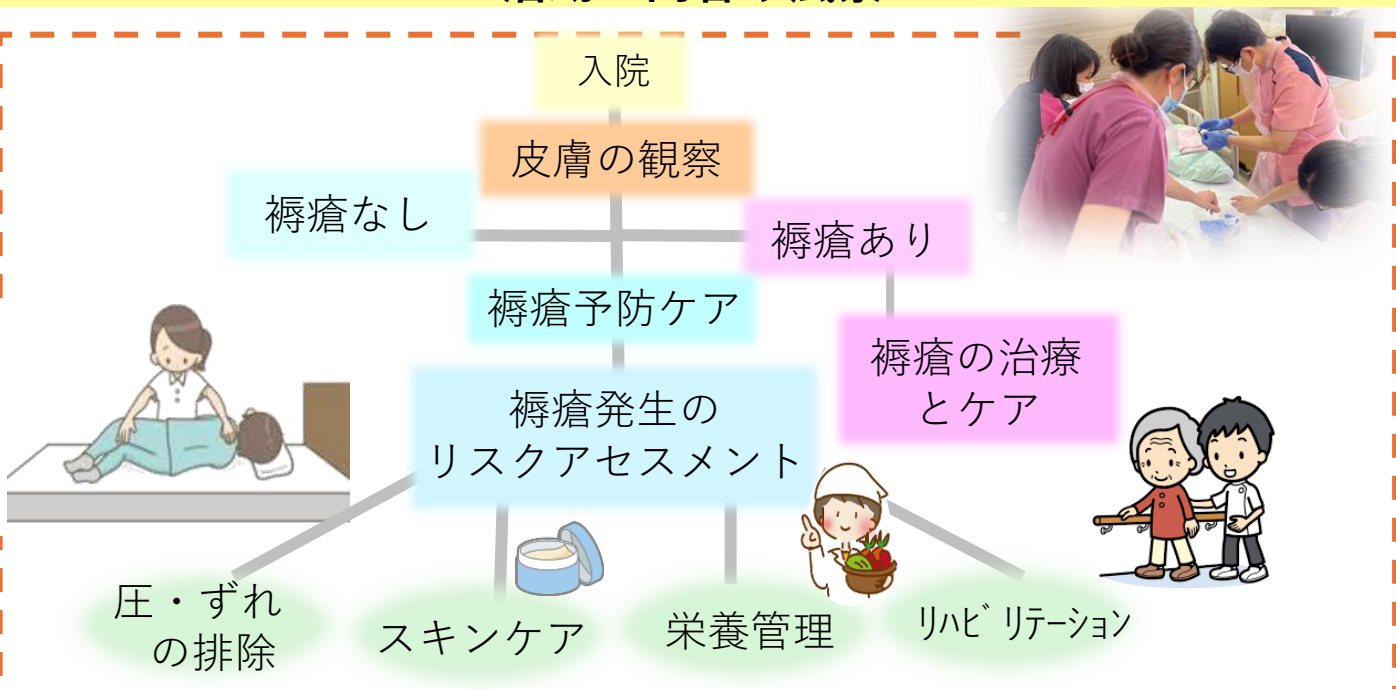 入院
皮膚の観察
褥瘡なし
褥瘡あり
褥瘡予防ケア
褥瘡の治療
とケア
褥瘡発生の
リスクアセスメント
圧・ずれ
の排除
スキンケア
栄養管理
ﾘﾊﾋﾞﾘﾃｰｼｮﾝ